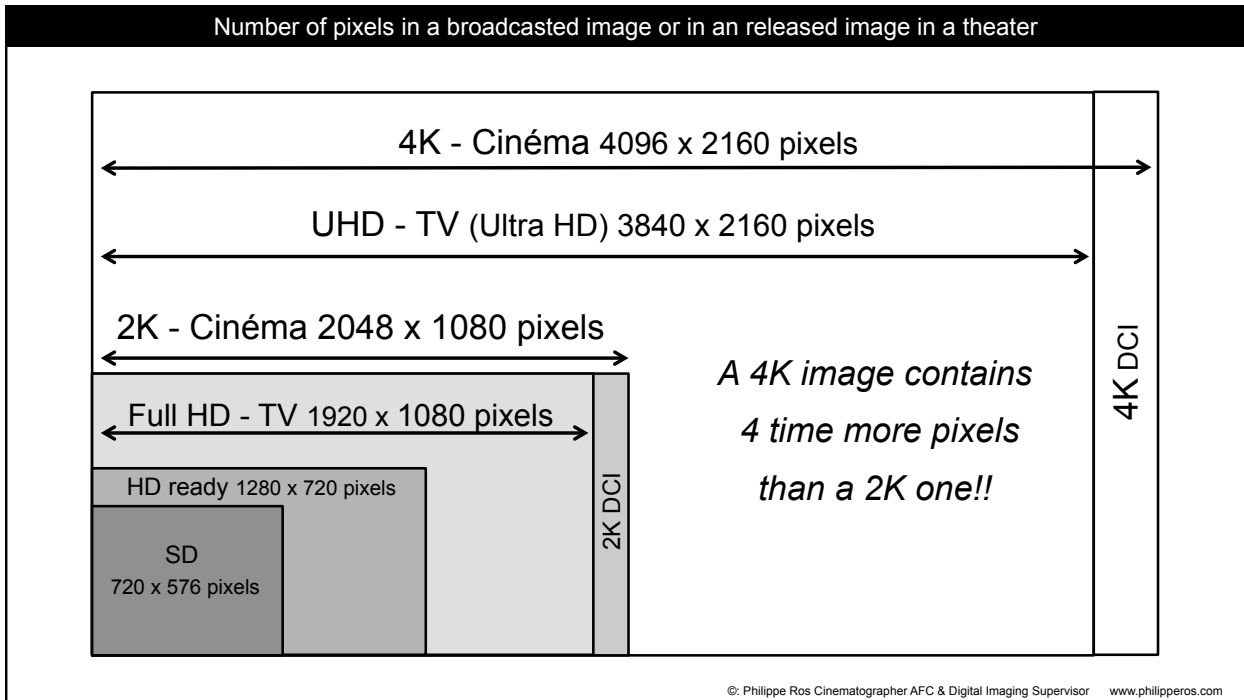 Number of pixels in a broadcasted image or in an released image in a theater
4K - Cinéma 4096 x 2160 pixels
UHD - TV (Ultra HD) 3840 x 2160 pixels
2K - Cinéma 2048 x 1080 pixels
Full HD - TV 1920 x 1080 pixels
HD ready 1280 x 720 pixels
SD
720 x 576 pixels
2K DCI
A 4K image contains
4 time more pixels
than a 2K one!!
4K DCI
©: Philippe Ros Cinematographer AFC & Digital Imaging Supervisor www.philipperos.com